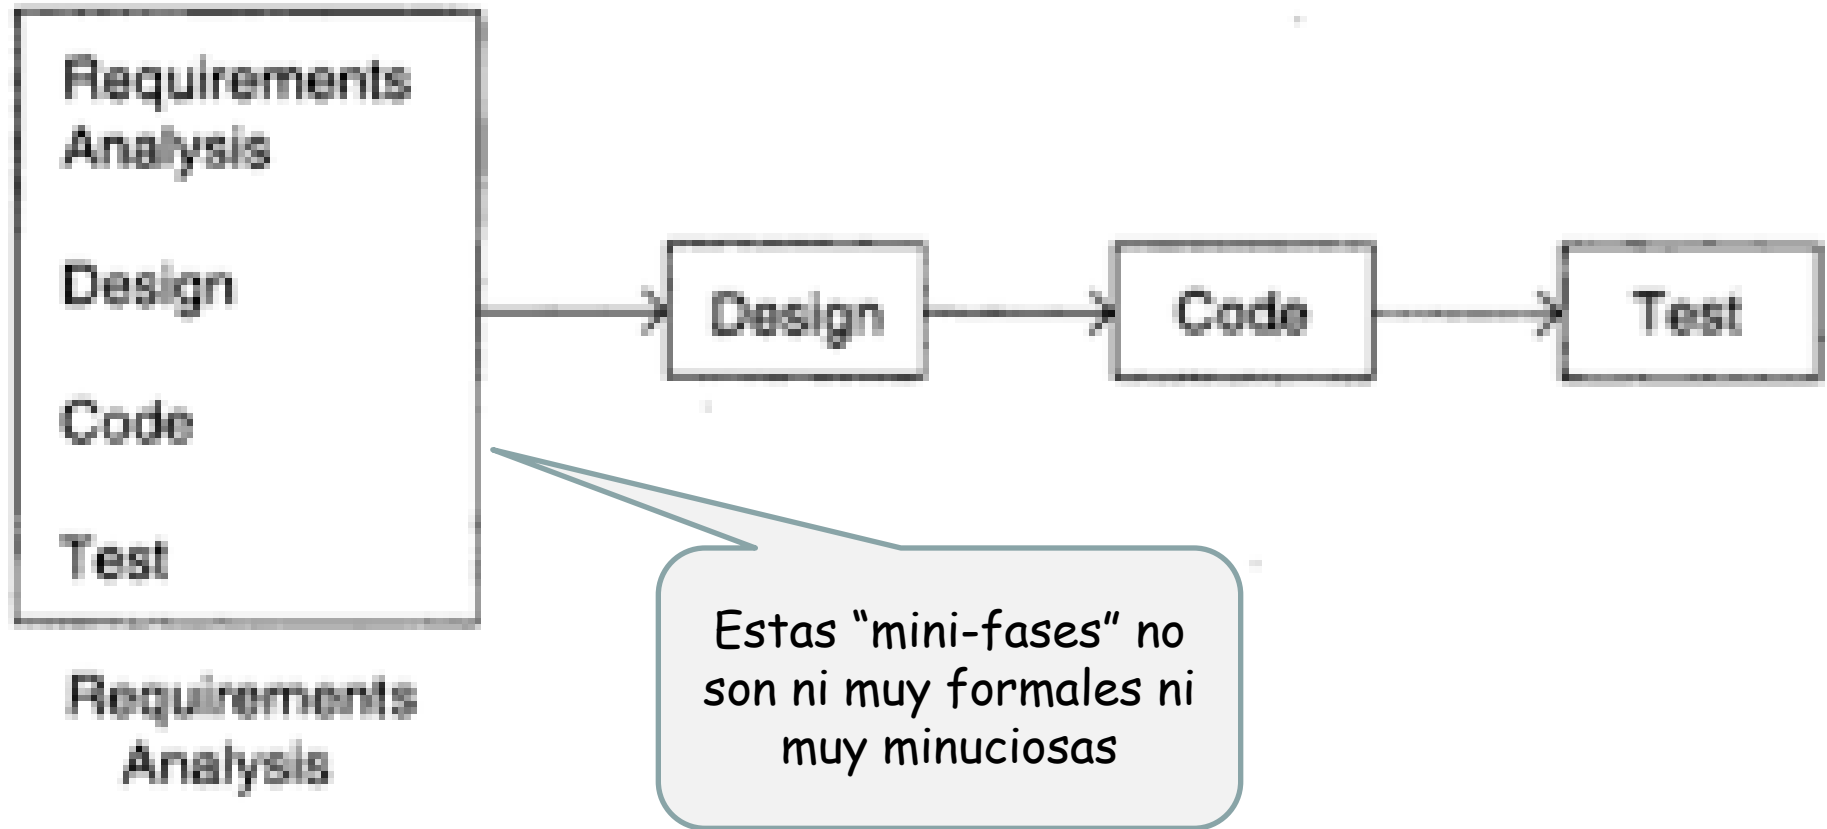 Requirements
Analysis
Design
Code
Test
Requirements
Analysis
Design
Code
Test
Estas “mini-fases” no
son ni muy formales ni
muy minuciosas